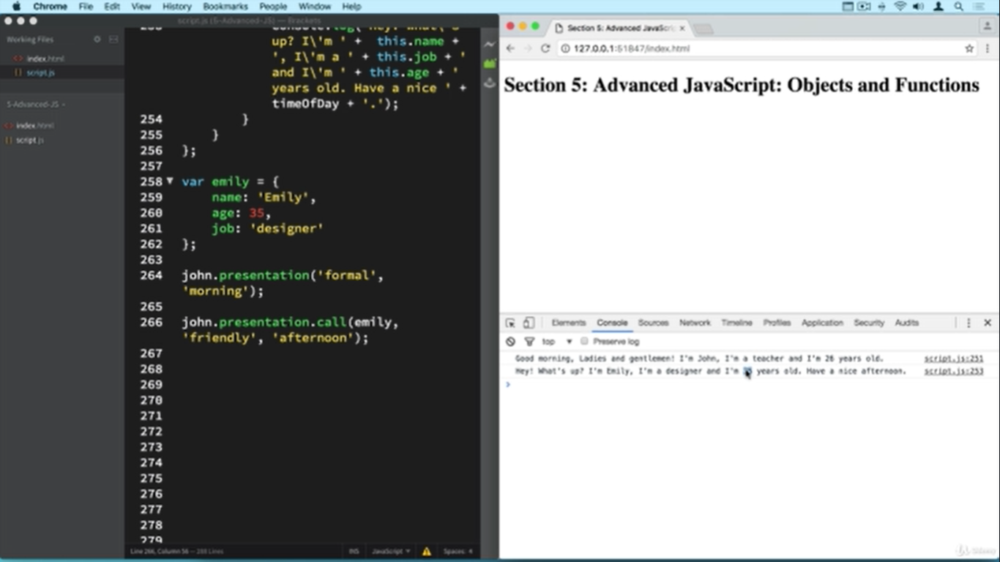 Chrome File Edit View History Bookmarks People Window Help
script.js (5-Advanced-JS) — Brackets
Working Files
<> index.html
{} script.js
5-Advanced-JS
<> index.html
{} script.js
253 console.log('Hey! What\'s
up? I\'m ' + this.name +
', I\'m a ' + this.job + '
and I\'m ' + this.age + '
years old. Have a nice ' +
timeOfDay + '.');
254 }
255 }
256 };
257
258 var emily = {
259 name: 'Emily',
260 age: 35,
261 job: 'designer'
262 };
263
264 john.presentation('formal',
'morning');
265
266 john.presentation.call(emily,
'friendly', 'afternoon');
267
268
269
270
271
272
273
274
275
276
277
278
279
Line 266, Column 56 — 288 Lines
INS JavaScript Spaces: 4
Section 5: Advanced JavaScri
127.0.0.1:51847/index.html
Section 5: Advanced JavaScript: Objects and Functions
Elements Console Sources Network Timeline Profiles Application Security Audits
top Preserve log
Good morning, Ladies and gentlemen! I'm John, I'm a teacher and I'm 26 years old. script.js:251
Hey! What's up? I'm Emily, I'm a designer and I'm years old. Have a nice afternoon. script.js:253
>
Udemy